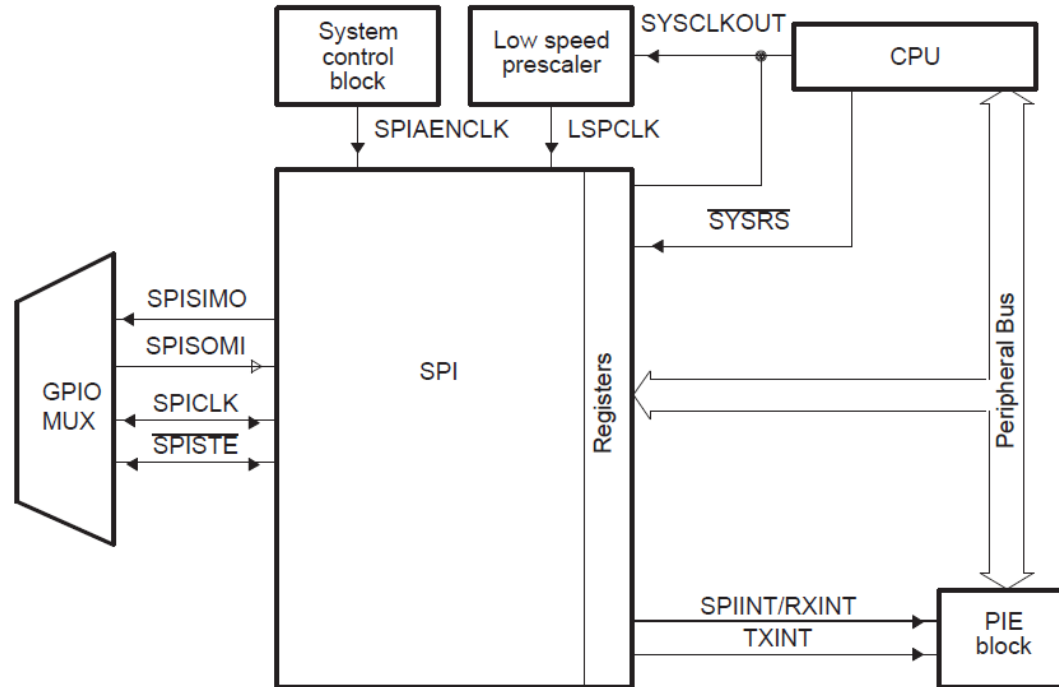 System
control
block
Low speed
prescaler
SYSCLKOUT
CPU
SPIAENCLK
LSPCLK
SYSRS
SPISIMO
SPISOMI
SPICLK
SPISTE
GPIO
MUX
SPI
Registers
Peripheral Bus
SPIINT/RXINT
TXINT
PIE
block